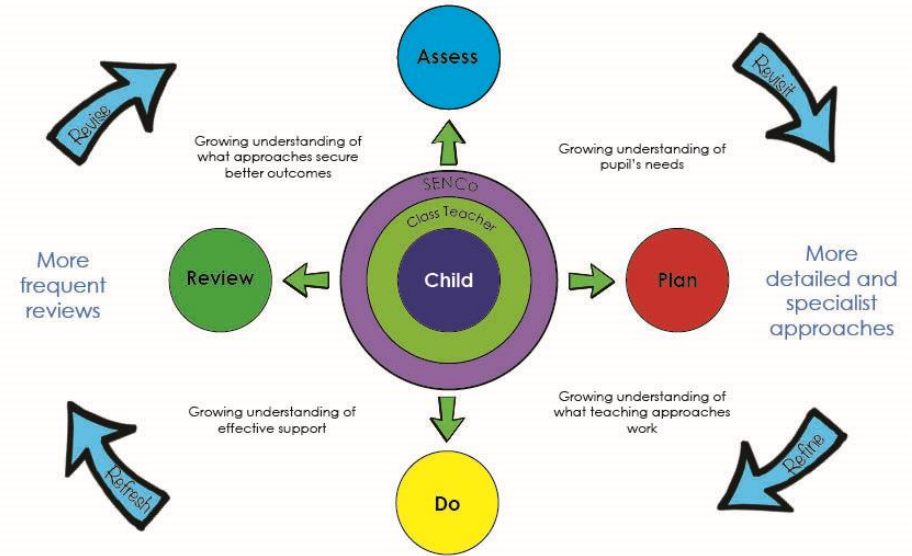 Assess
Revise
Revisit
Growing understanding of
what approaches secure
better outcomes
Growing understanding of
pupil's needs
SENCo
Class Teacher
Child
Review
Plan
More
frequent
reviews
More
detailed and
specialist
approaches
Growing understanding of
effective support
Growing understanding of
what teaching approaches
work
Refresh
Refine
Do